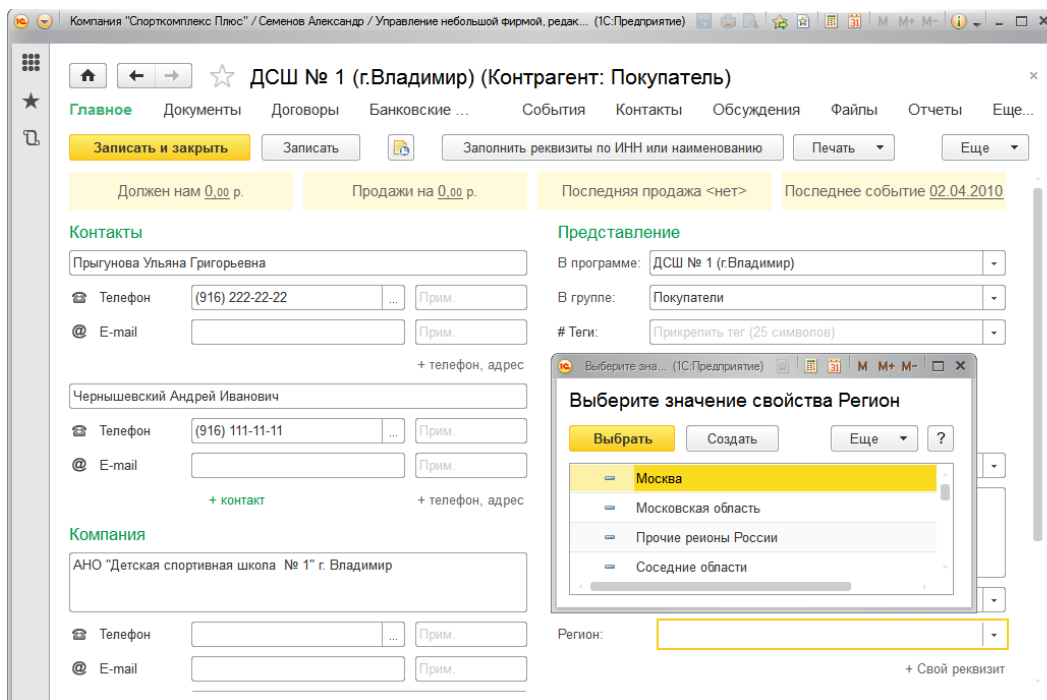 Компания "Спорткомплекс Плюс" / Семенов Александр / Управление небольшой фирмой, редак... (1С:Предприятие) M M+ M-
ДСШ № 1 (г.Владимир) (Контрагент: Покупатель)
Главное Документы Договоры Банковские ... События Контакты Обсуждения Файлы Отчеты Еще...
Записать и закрыть Записать Заполнить реквизиты по ИНН или наименованию Печать Еще
Должен нам 0,00 р. Продажи на 0,00 р. Последняя продажа <нет> Последнее событие 02.04.2010
Контакты Представление
Прыгунова Ульяна Григорьевна В программе: ДСШ № 1 (г.Владимир)
Телефон (916) 222-22-22 ... Прим. В группе: Покупатели
@ E-mail Прим. # Теги: Прикрепить тег (25 символов)
+ телефон, адрес Выберите зна... (1С:Предприятие) 31 M M+ M-
Чернышевский Андрей Иванович Выберите значение свойства Регион
Телефон (916) 111-11-11 ... Прим. Выбрать Создать Еще ?
@ E-mail Прим. Москва
+ контакт + телефон, адрес Московская область
Компания Прочие реионы России
АНО "Детская спортивная школа № 1" г. Владимир Соседние области
Телефон ... Прим. Регион:
@ E-mail Прим. + Свой реквизит